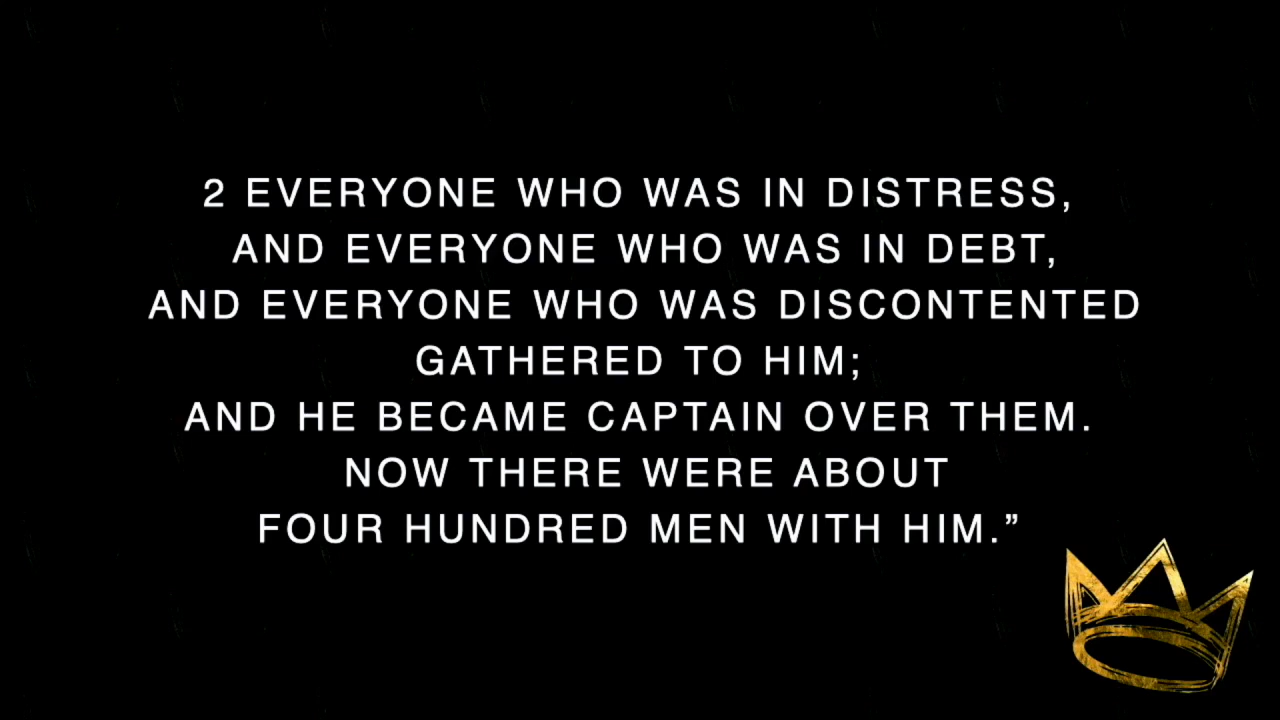 2 EVERYONE WHO WAS IN DISTRESS,
AND EVERYONE WHO WAS IN DEBT,
AND EVERYONE WHO WAS DISCONTENTED
GATHERED TO HIM;
AND HE BECAME CAPTAIN OVER THEM.
NOW THERE WERE ABOUT
FOUR HUNDRED MEN WITH HIM.”